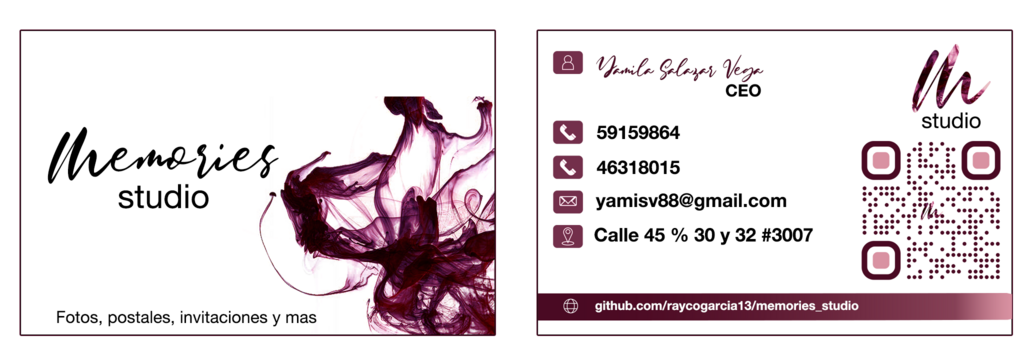 Memories
studio
Fotos, postales, invitaciones y mas
Yamila Salazar Vega
CEO
59159864
46318015
yamisv88@gmail.com
Calle 45 % 30 y 32 #3007
github.com/raycogarcia13/memories_studio
M
studio
M